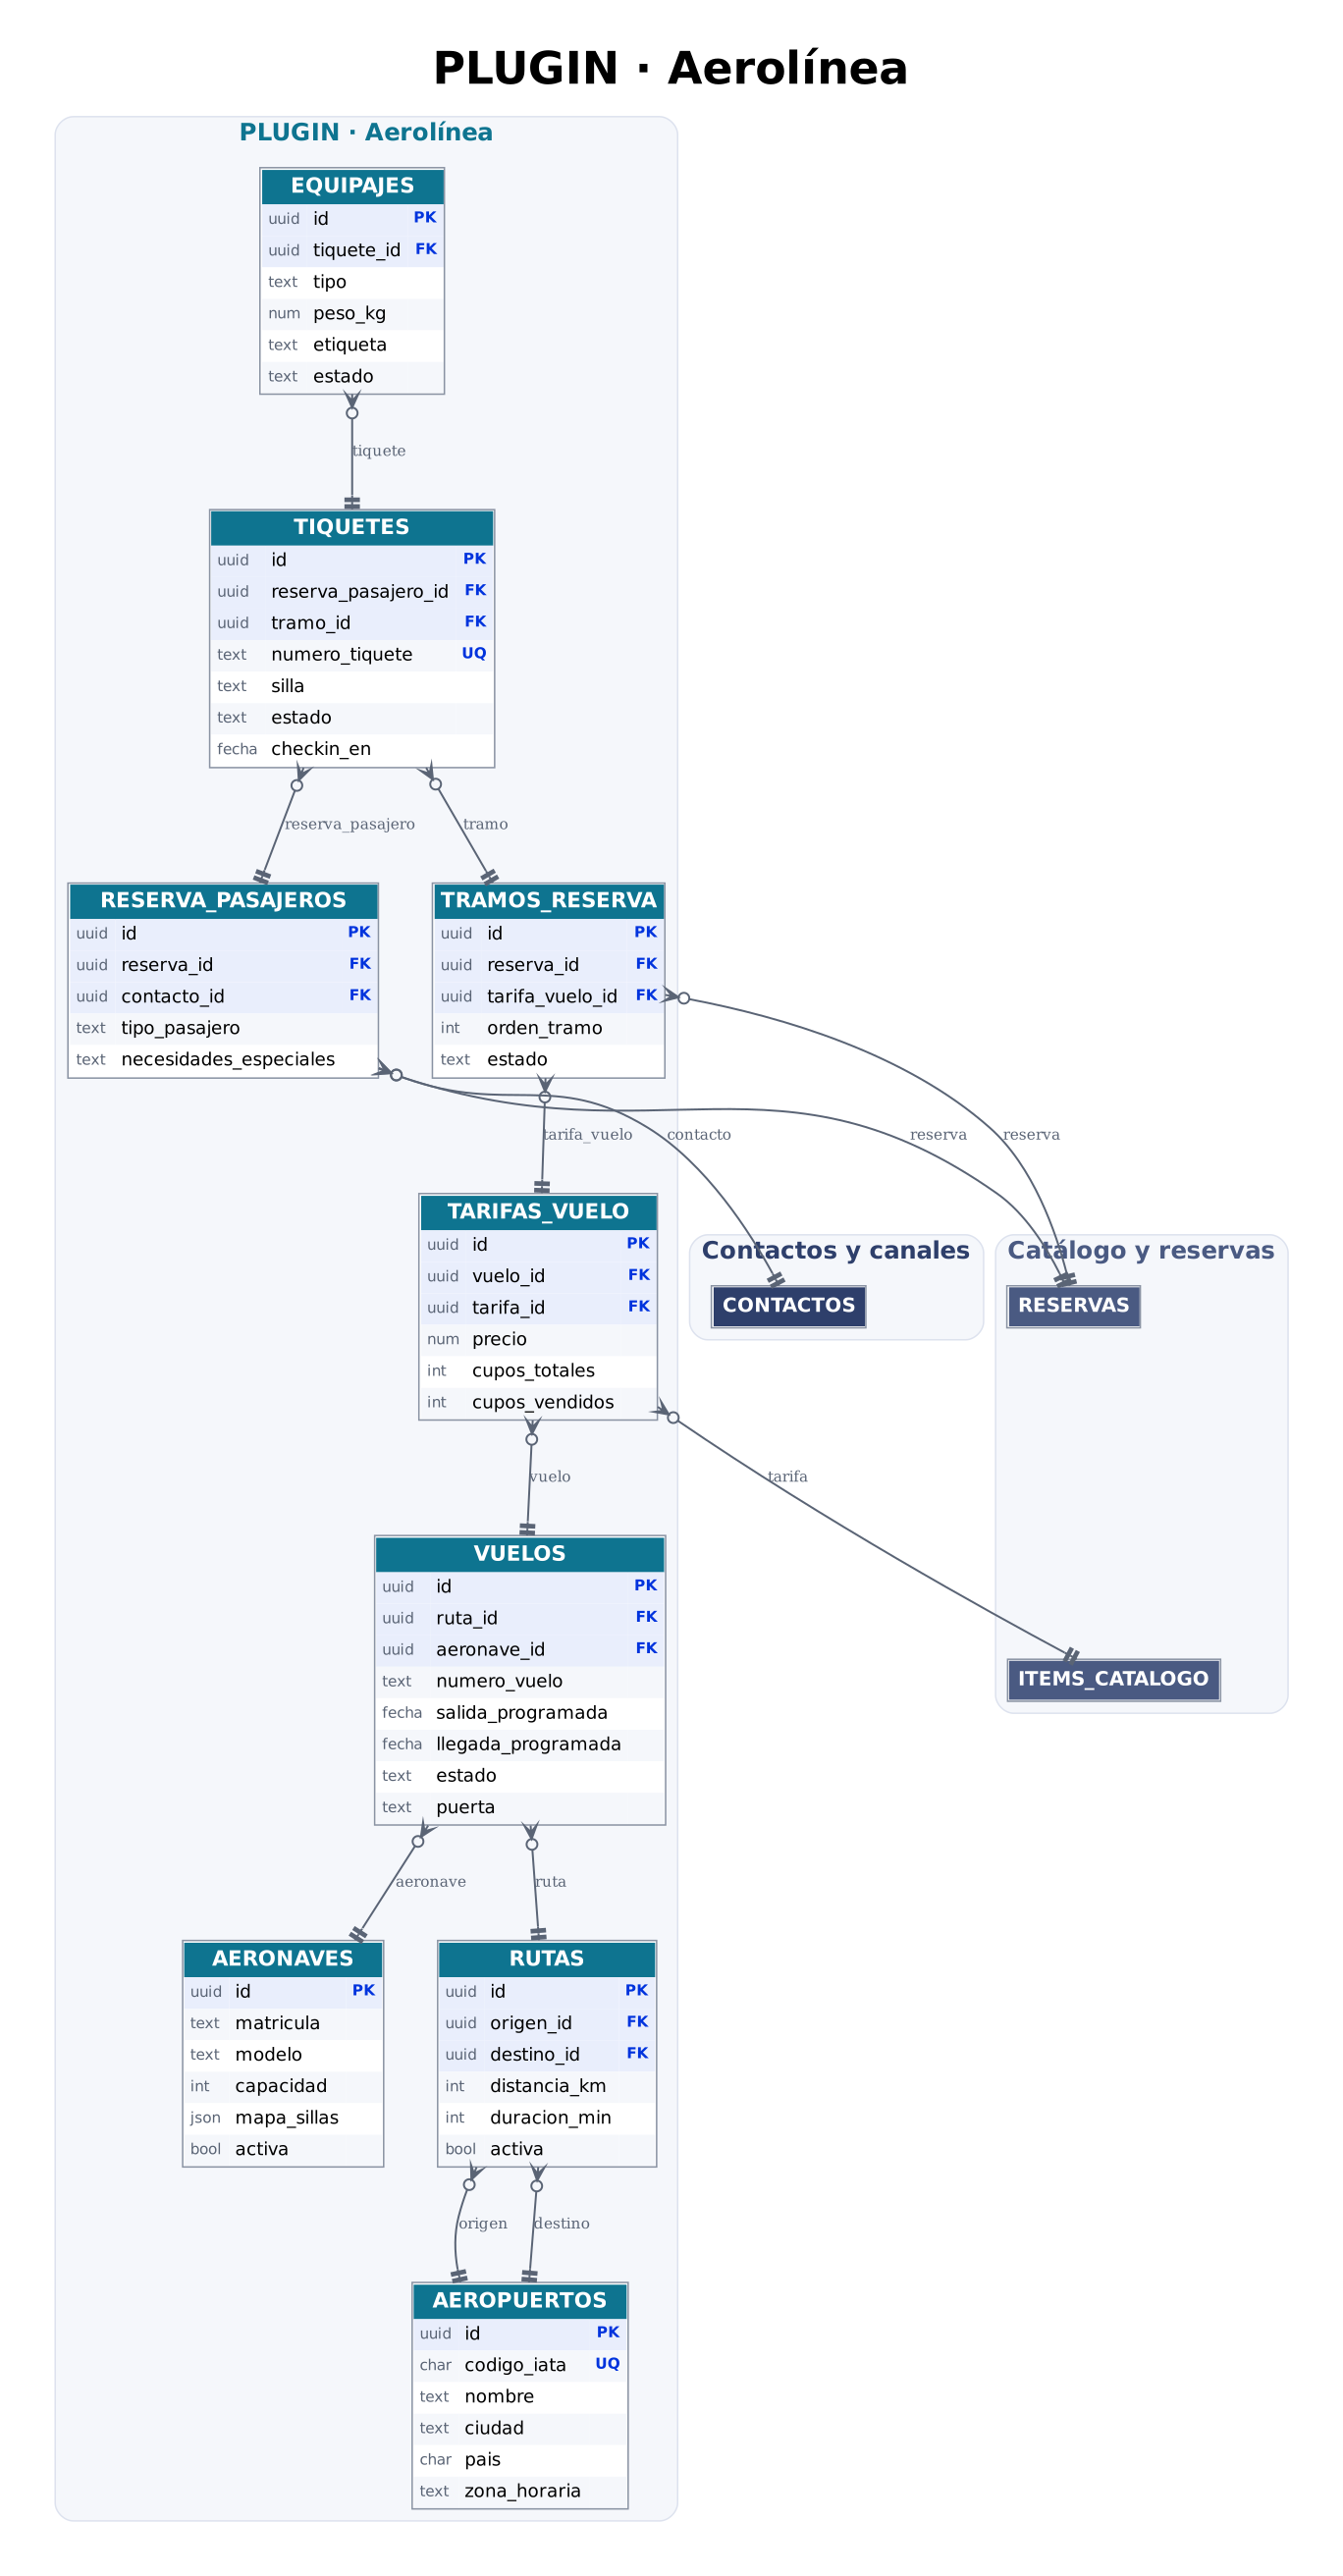 PLUGIN · Aerolínea
PLUGIN · Aerolínea
EQUIPAJES
uuid id PK
uuid tiquete_id FK
text tipo
num peso_kg
text etiqueta
text estado
tiquete
TIQUETES
uuid id PK
uuid reserva_pasajero_id FK
uuid tramo_id FK
text numero_tiquete UQ
text silla
text estado
fecha checkin_en
reserva_pasajero
tramo
RESERVA_PASAJEROS
uuid id PK
uuid reserva_id FK
uuid contacto_id FK
text tipo_pasajero
text necesidades_especiales
TRAMOS_RESERVA
uuid id PK
uuid reserva_id FK
uuid tarifa_vuelo_id FK
int orden_tramo
text estado
tarifa_vuelo
contacto
reserva
reserva
TARIFAS_VUELO
uuid id PK
uuid vuelo_id FK
uuid tarifa_id FK
num precio
int cupos_totales
int cupos_vendidos
Contactos y canales
CONTACTOS
Catálogo y reservas
RESERVAS
vuelo
tarifa
VUELOS
uuid id PK
uuid ruta_id FK
uuid aeronave_id FK
text numero_vuelo
fecha salida_programada
fecha llegada_programada
text estado
text puerta
ITEMS_CATALOGO
aeronave
ruta
AERONAVES
uuid id PK
text matricula
text modelo
int capacidad
json mapa_sillas
bool activa
RUTAS
uuid id PK
uuid origen_id FK
uuid destino_id FK
int distancia_km
int duracion_min
bool activa
origen
destino
AEROPUERTOS
uuid id PK
char codigo_iata UQ
text nombre
text ciudad
char pais
text zona_horaria